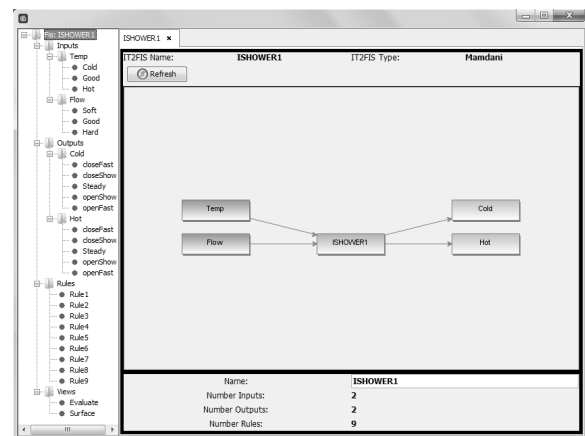 Fis: ISHOWER1
Inputs
Temp
Cold
Good
Hot
Flow
Soft
Good
Hard
Outputs
Cold
closeFast
closeShow
Steady
openShow
openFast
Hot
closeFast
closeShow
Steady
openShow
openFast
Rules
Rule1
Rule2
Rule3
Rule4
Rule5
Rule6
Rule7
Rule8
Rule9
Views
Evaluate
Surface
ISHOWER1
IT2FIS Name: ISHOWER1 IT2FIS Type: Mamdani
Refresh
Temp Cold
Flow ISHOWER1 Hot
Name: ISHOWER1
Number Inputs: 2
Number Outputs: 2
Number Rules: 9